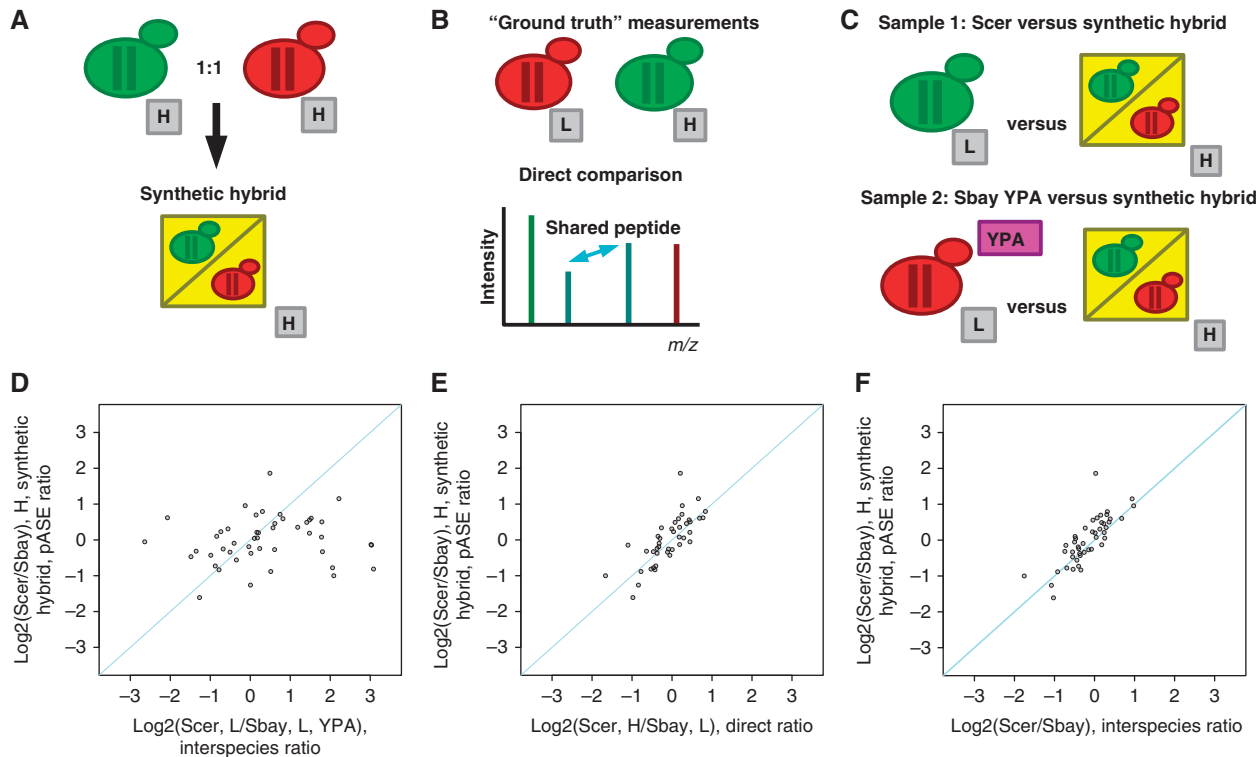 A
1:1
H
H
Synthetic hybrid
H
B
“Ground truth” measurements
L
H
Direct comparison
Shared peptide
Intensity
m/z
C
Sample 1: Scer versus synthetic hybrid
L
versus
H
Sample 2: Sbay YPA versus synthetic hybrid
YPA
L
versus
H
D
Log2(Scer/Sbay), H, synthetic
hybrid, pASE ratio
3
2
1
0
–1
–2
–3
–3 –2 –1 0 1 2 3
Log2(Scer, L/Sbay, L, YPA),
interspecies ratio
E
Log2(Scer/Sbay), H, synthetic
hybrid, pASE ratio
3
2
1
0
–1
–2
–3
–3 –2 –1 0 1 2 3
Log2(Scer, H/Sbay, L), direct ratio
F
Log2(Scer/Sbay), H, synthetic
hybrid, pASE ratio
3
2
1
0
–1
–2
–3
–3 –2 –1 0 1 2 3
Log2(Scer/Sbay), interspecies ratio